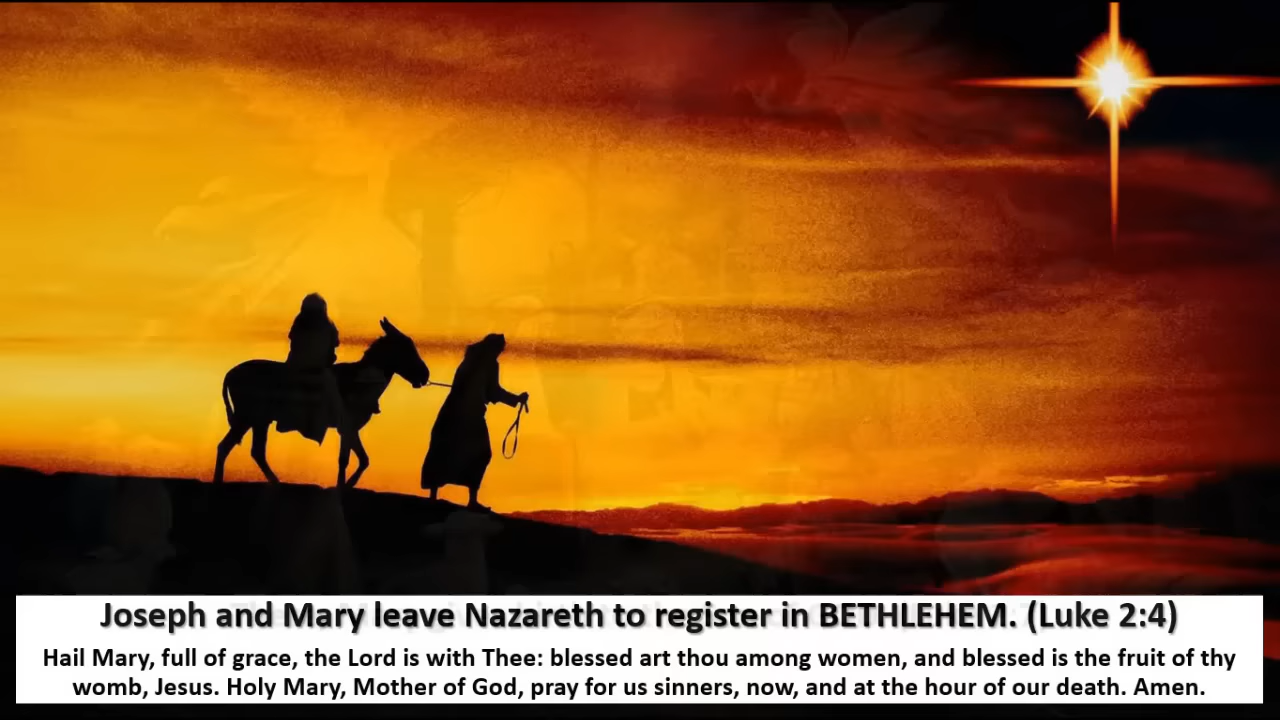 Joseph and Mary leave Nazareth to register in BETHLEHEM. (Luke 2:4)
Hail Mary, full of grace, the Lord is with Thee: blessed art thou among women, and blessed is the fruit of thy
womb, Jesus. Holy Mary, Mother of God, pray for us sinners, now, and at the hour of our death. Amen.